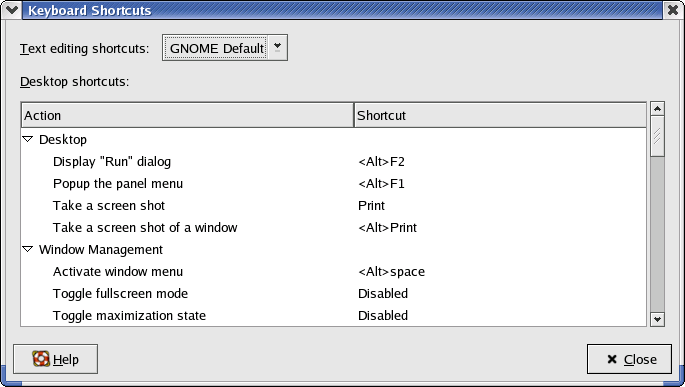 Keyboard Shortcuts
Text editing shortcuts: GNOME Default
Desktop shortcuts:
Action Shortcut
Desktop
Display "Run" dialog <Alt>F2
Popup the panel menu <Alt>F1
Take a screen shot Print
Take a screen shot of a window <Alt>Print
Window Management
Activate window menu <Alt>space
Toggle fullscreen mode Disabled
Toggle maximization state Disabled
Help Close